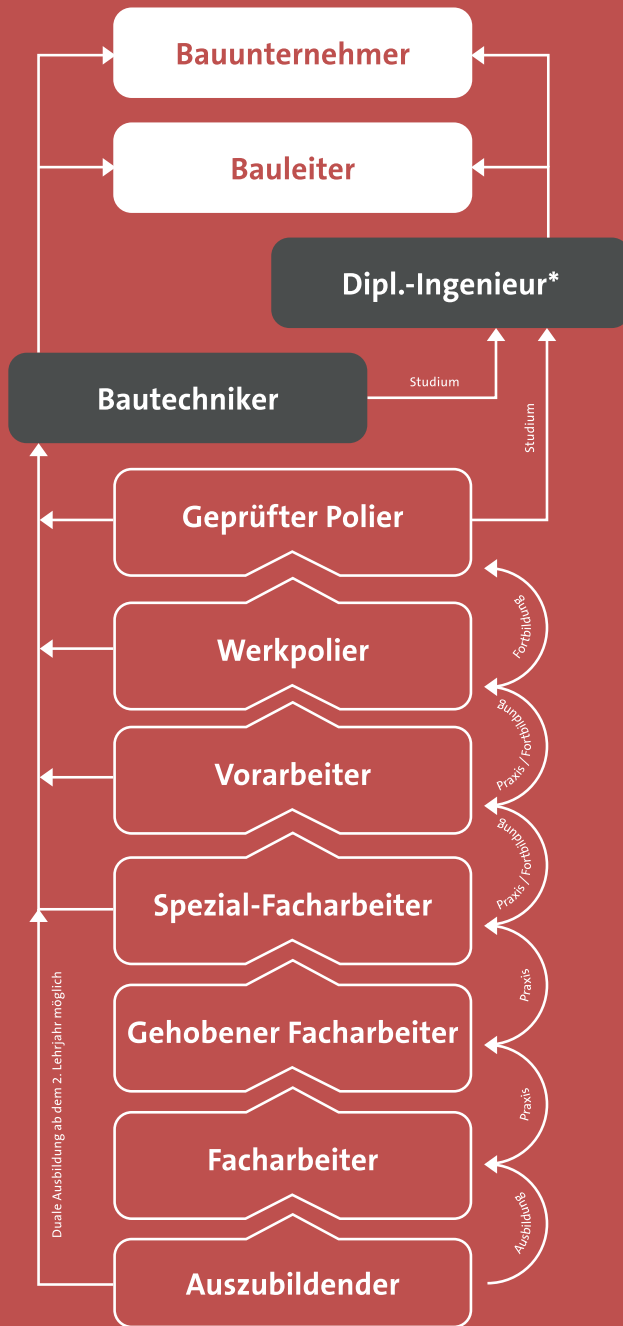 Bauunternehmer
Bauleiter
Dipl.-Ingenieur*
Bautechniker
Studium
Studium
Geprüfter Polier
Fortbildung
Werkpolier
Praxis / Fortbildung
Vorarbeiter
Praxis / Fortbildung
Spezial-Facharbeiter
Praxis
Gehobener Facharbeiter
Praxis
Facharbeiter
Ausbildung
Auszubildender
Duale Ausbildung ab dem 2. Lehrjahr möglich